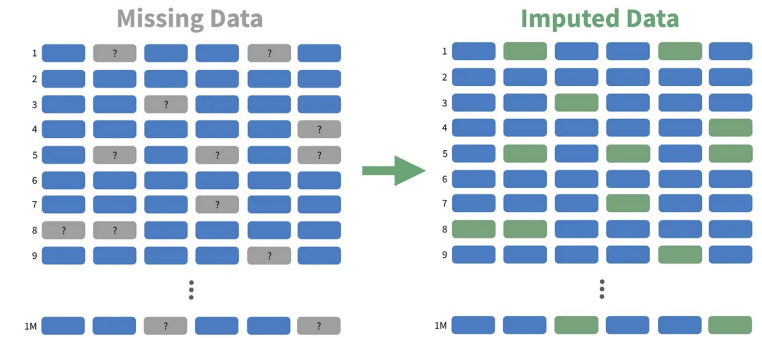 Missing Data Imputed Data
1 ? ? 1
2 2
3 ? 3
4 ? 4
5 ? ? ? 5
6 6
7 ? 7
8 ? ? 8
9 ? 9
1M ? ? 1M